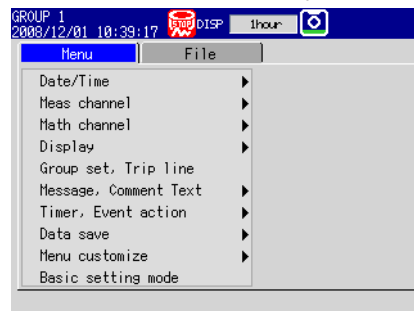 GROUP 1
2008/12/01 10:39:17 STOP DISP 1hour
Menu File
Date/Time
Meas channel
Math channel
Display
Group set, Trip line
Message, Comment Text
Timer, Event action
Data save
Menu customize
Basic setting mode